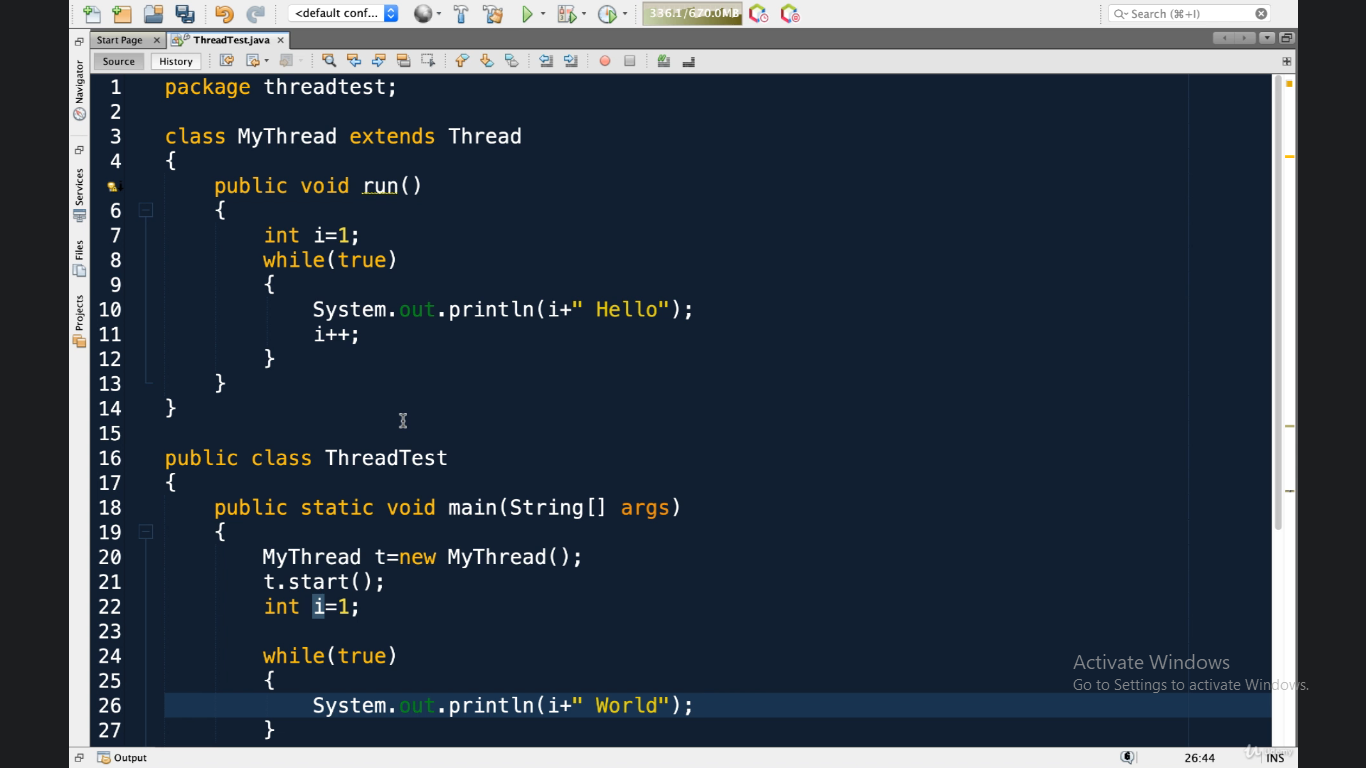 <default conf...
336.1/670.0MB
Search (⌘+I)
Start Page
ThreadTest.java
Source
History
Navigator
Services
Files
Projects
1 package threadtest;
2
3 class MyThread extends Thread
4 {
public void run()
6 {
7 int i=1;
8 while(true)
9 {
10 System.out.println(i+" Hello");
11 i++;
12 }
13 }
14 }
15
16 public class ThreadTest
17 {
18 public static void main(String[] args)
19 {
20 MyThread t=new MyThread();
21 t.start();
22 int i=1;
23
24 while(true)
25 {
26 System.out.println(i+" World");
27 }
Activate Windows
Go to Settings to activate Windows.
Output
6
26:44
INS